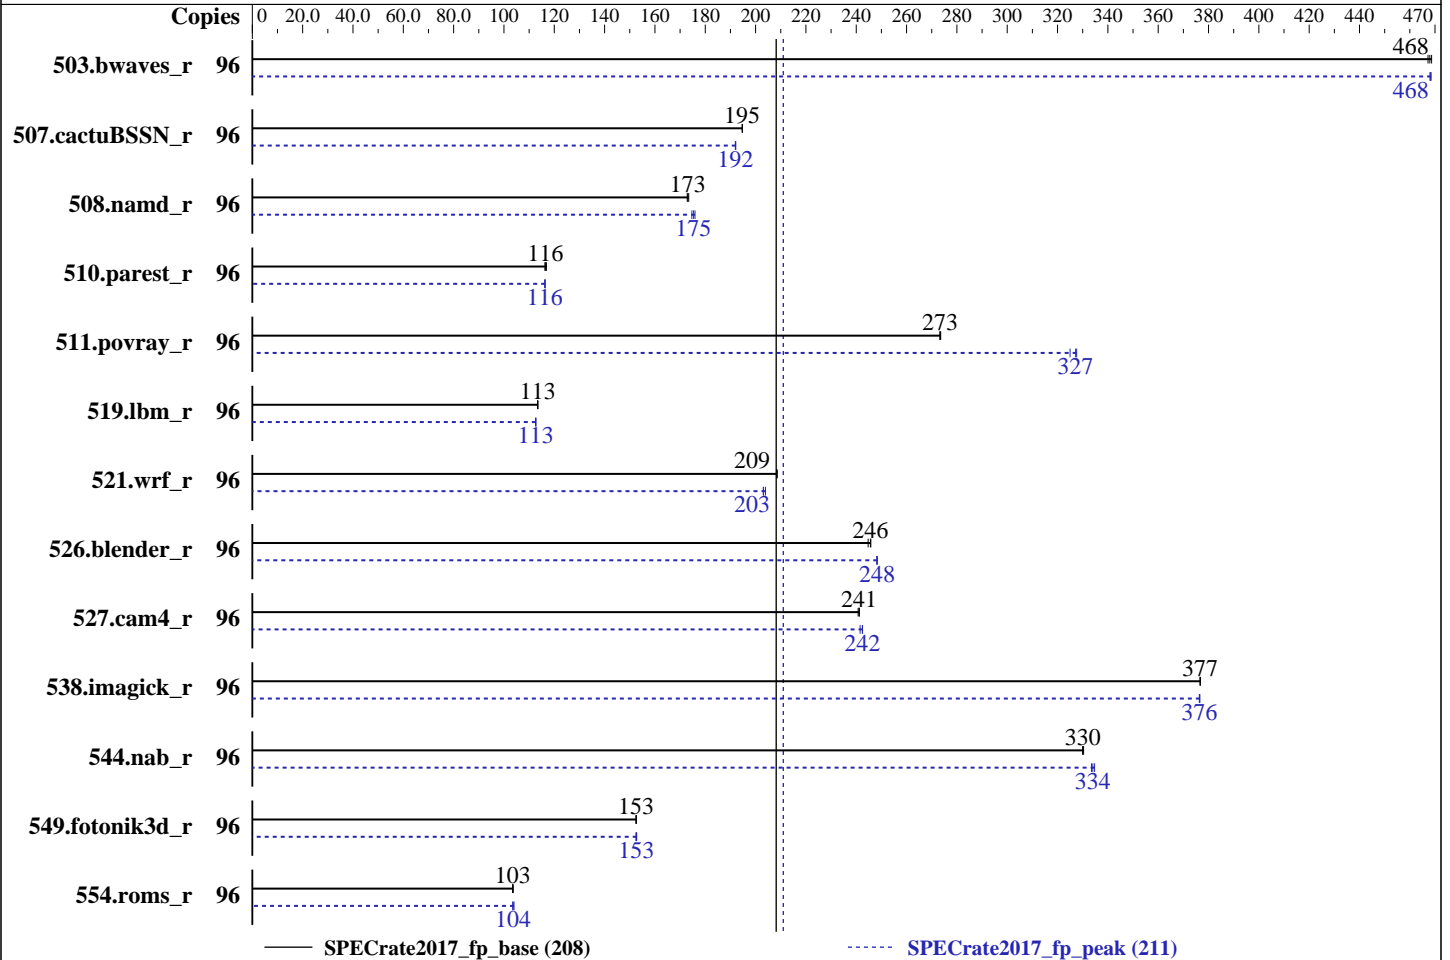 Copies 0 20.0 40.0 60.0 80.0 100 120 140 160 180 200 220 240 260 280 300 320 340 360 380 400 420 440 470
468
503.bwaves_r 96
468
195
507.cactuBSSN_r 96
192
173
508.namd_r 96
175
116
510.parest_r 96
116
273
511.povray_r 96
327
113
519.lbm_r 96
113
209
521.wrf_r 96
203
246
526.blender_r 96
248
241
527.cam4_r 96
242
377
538.imagick_r 96
376
330
544.nab_r 96
334
153
549.fotonik3d_r 96
153
103
554.roms_r 96
104
SPECrate2017_fp_base (208) SPECrate2017_fp_peak (211)